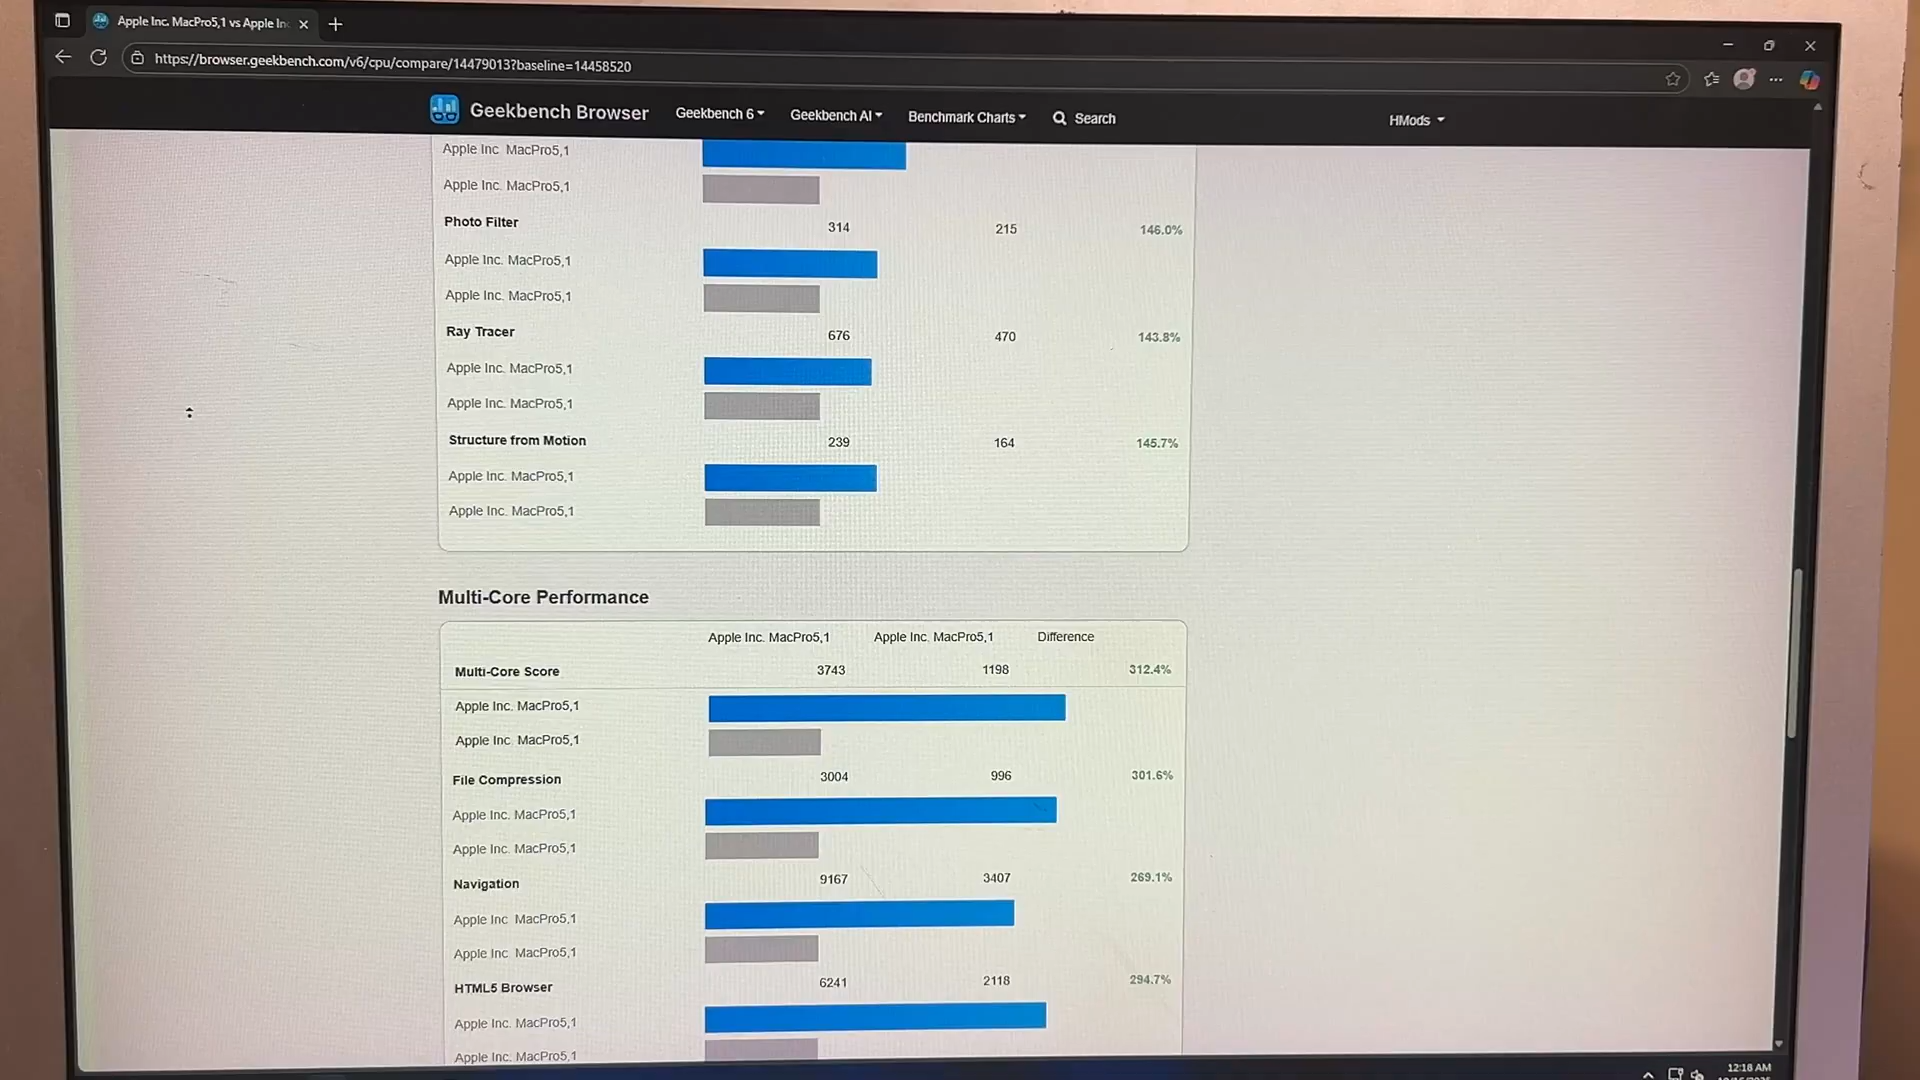 Apple Inc. MacPro5,1 vs Apple In
https://browser.geekbench.com/v6/cpu/compare/14479013?baseline=14458520
Geekbench Browser Geekbench 6 Geekbench AI Benchmark Charts Search HMods
Apple Inc. MacPro5,1
Apple Inc. MacPro5,1
Photo Filter 314 215 146.0%
Apple Inc. MacPro5,1
Apple Inc. MacPro5,1
Ray Tracer 676 470 143.8%
Apple Inc. MacPro5,1
Apple Inc. MacPro5,1
Structure from Motion 239 164 145.7%
Apple Inc. MacPro5,1
Apple Inc. MacPro5,1
Multi-Core Performance
Apple Inc. MacPro5,1 Apple Inc. MacPro5,1 Difference
Multi-Core Score 3743 1198 312.4%
Apple Inc. MacPro5,1
Apple Inc. MacPro5,1
File Compression 3004 996 301.6%
Apple Inc. MacPro5,1
Apple Inc. MacPro5,1
Navigation 9167 3407 269.1%
Apple Inc. MacPro5,1
Apple Inc. MacPro5,1
HTML5 Browser 6241 2118 294.7%
Apple Inc. MacPro5,1
Apple Inc. MacPro5,1
12:18 AM